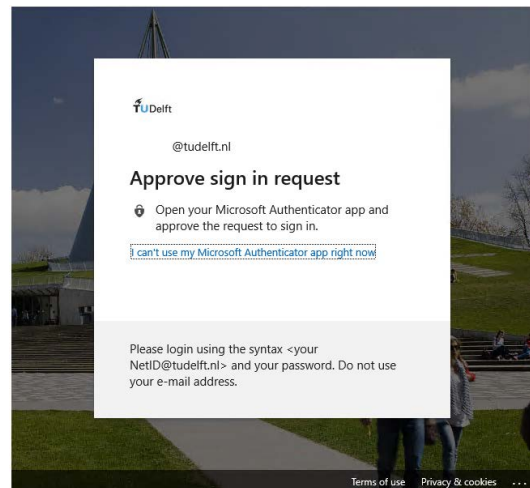 TUDelft
@tudelft.nl
Approve sign in request
Open your Microsoft Authenticator app and
approve the request to sign in.
I can't use my Microsoft Authenticator app right now
Please login using the syntax <your
NetID@tudelft.nl> and your password. Do not use
your e-mail address.
Terms of use Privacy & cookies ...